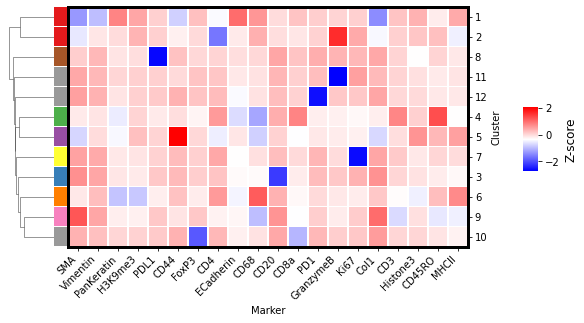 1
2
8
11
12
4
5
7
3
6
9
10
Cluster
2
0
−2
Z-score
SMA
Vimentin
PanKeratin
H3K9me3
PDL1
CD44
FoxP3
CD4
ECadherin
CD68
CD20
CD8a
PD1
GranzymeB
Ki67
Col1
CD3
Histone3
CD45RO
MHCII
Marker